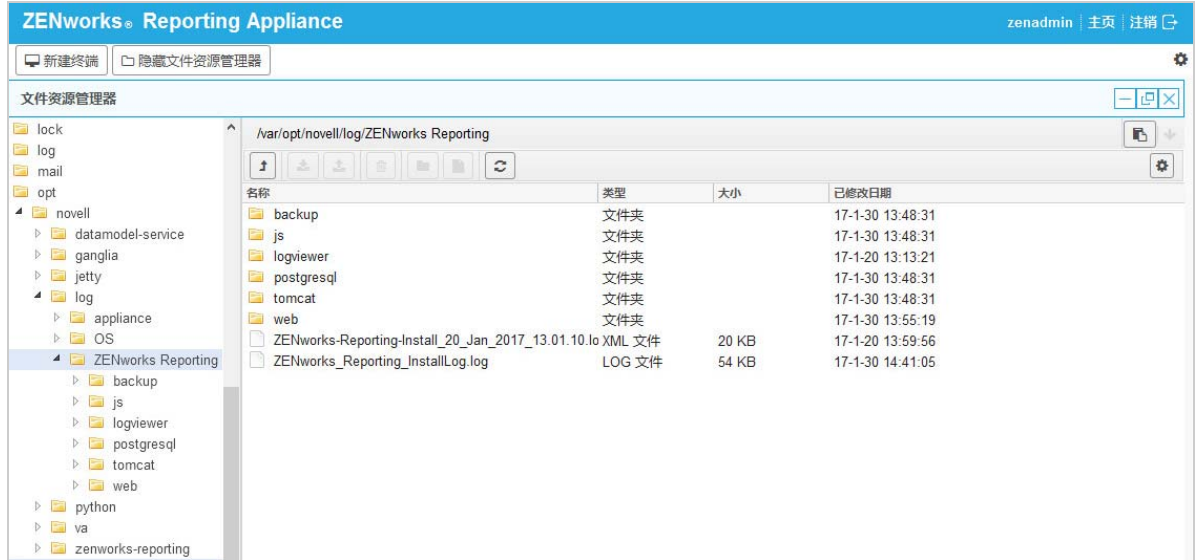 ZENworks® Reporting Appliance
zenadmin 主页 注销
新建终端 隐藏文件资源管理器
文件资源管理器
lock
log
mail
opt
novell
datamodel-service
ganglia
jetty
log
appliance
OS
ZENworks Reporting
backup
js
logviewer
postgresql
tomcat
web
python
va
zenworks-reporting
/var/opt/novell/log/ZENworks Reporting
名称 类型 大小 已修改日期
backup 文件夹 17-1-30 13:48:31
js 文件夹 17-1-30 13:48:31
logviewer 文件夹 17-1-20 13:13:21
postgresql 文件夹 17-1-30 13:48:31
tomcat 文件夹 17-1-30 13:48:31
web 文件夹 17-1-30 13:55:19
ZENworks-Reporting-Install_20_Jan_2017_13.01.10.lo XML 文件 20 KB 17-1-20 13:59:56
ZENworks_Reporting_InstallLog.log LOG 文件 54 KB 17-1-30 14:41:05